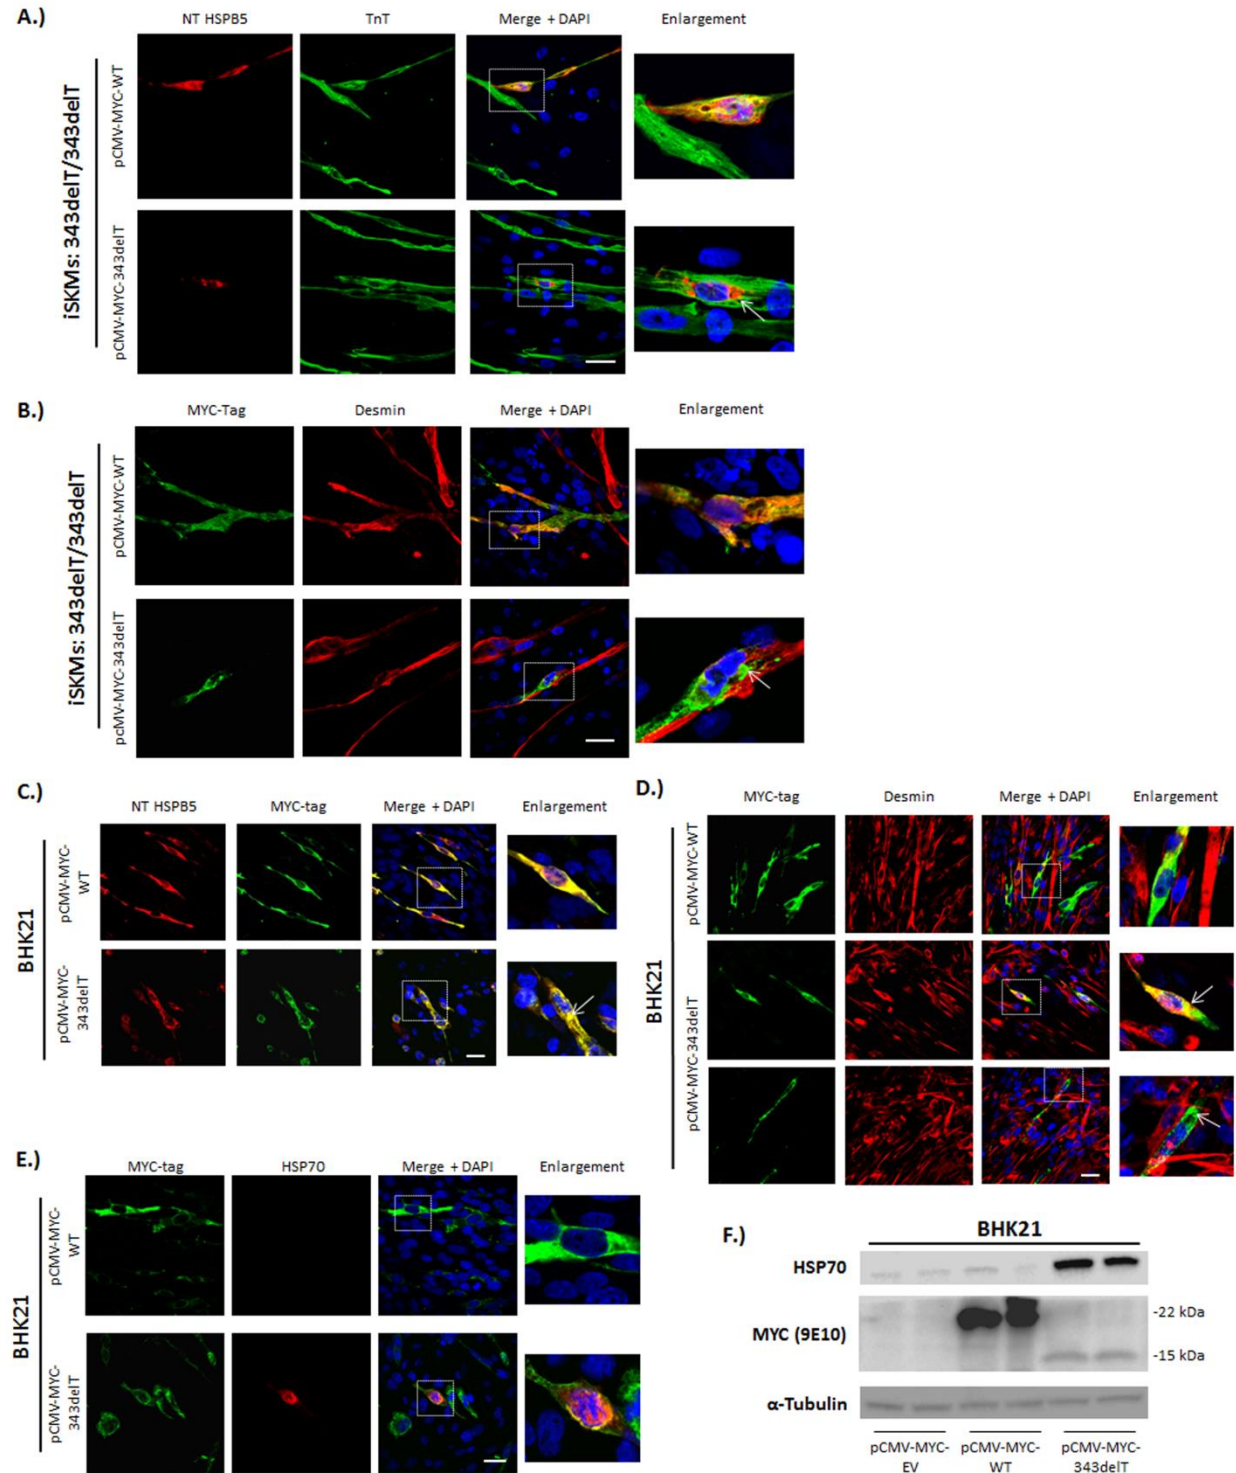 A.)
NT HSPB5 TnT Merge + DAPI Enlargement
iSKMs: 343delT/343delT
pCMV-MYC-WT
pCMV-MYC-343delT
B.)
MYC-Tag Desmin Merge + DAPI Enlargement
iSKMs: 343delT/343delT
pCMV-MYC-WT
pcMV-MYC-343delT
C.)
NT HSPB5 MYC-tag Merge + DAPI Enlargement
BHK21
pCMV-MYC-
WT
pCMV-MYC-
343delT
D.)
MYC-tag Desmin Merge + DAPI Enlargement
BHK21
pCMV-MYC-WT
pCMV-MYC-343delT
E.)
MYC-tag HSP70 Merge + DAPI Enlargement
BHK21
pCMV-MYC-
WT
pCMV-MYC-
343delT
F.)
BHK21
HSP70
MYC (9E10)
-22 kDa
-15 kDa
α-Tubulin
pCMV-MYC-
EV
pCMV-MYC-
WT
pCMV-MYC-
343delT